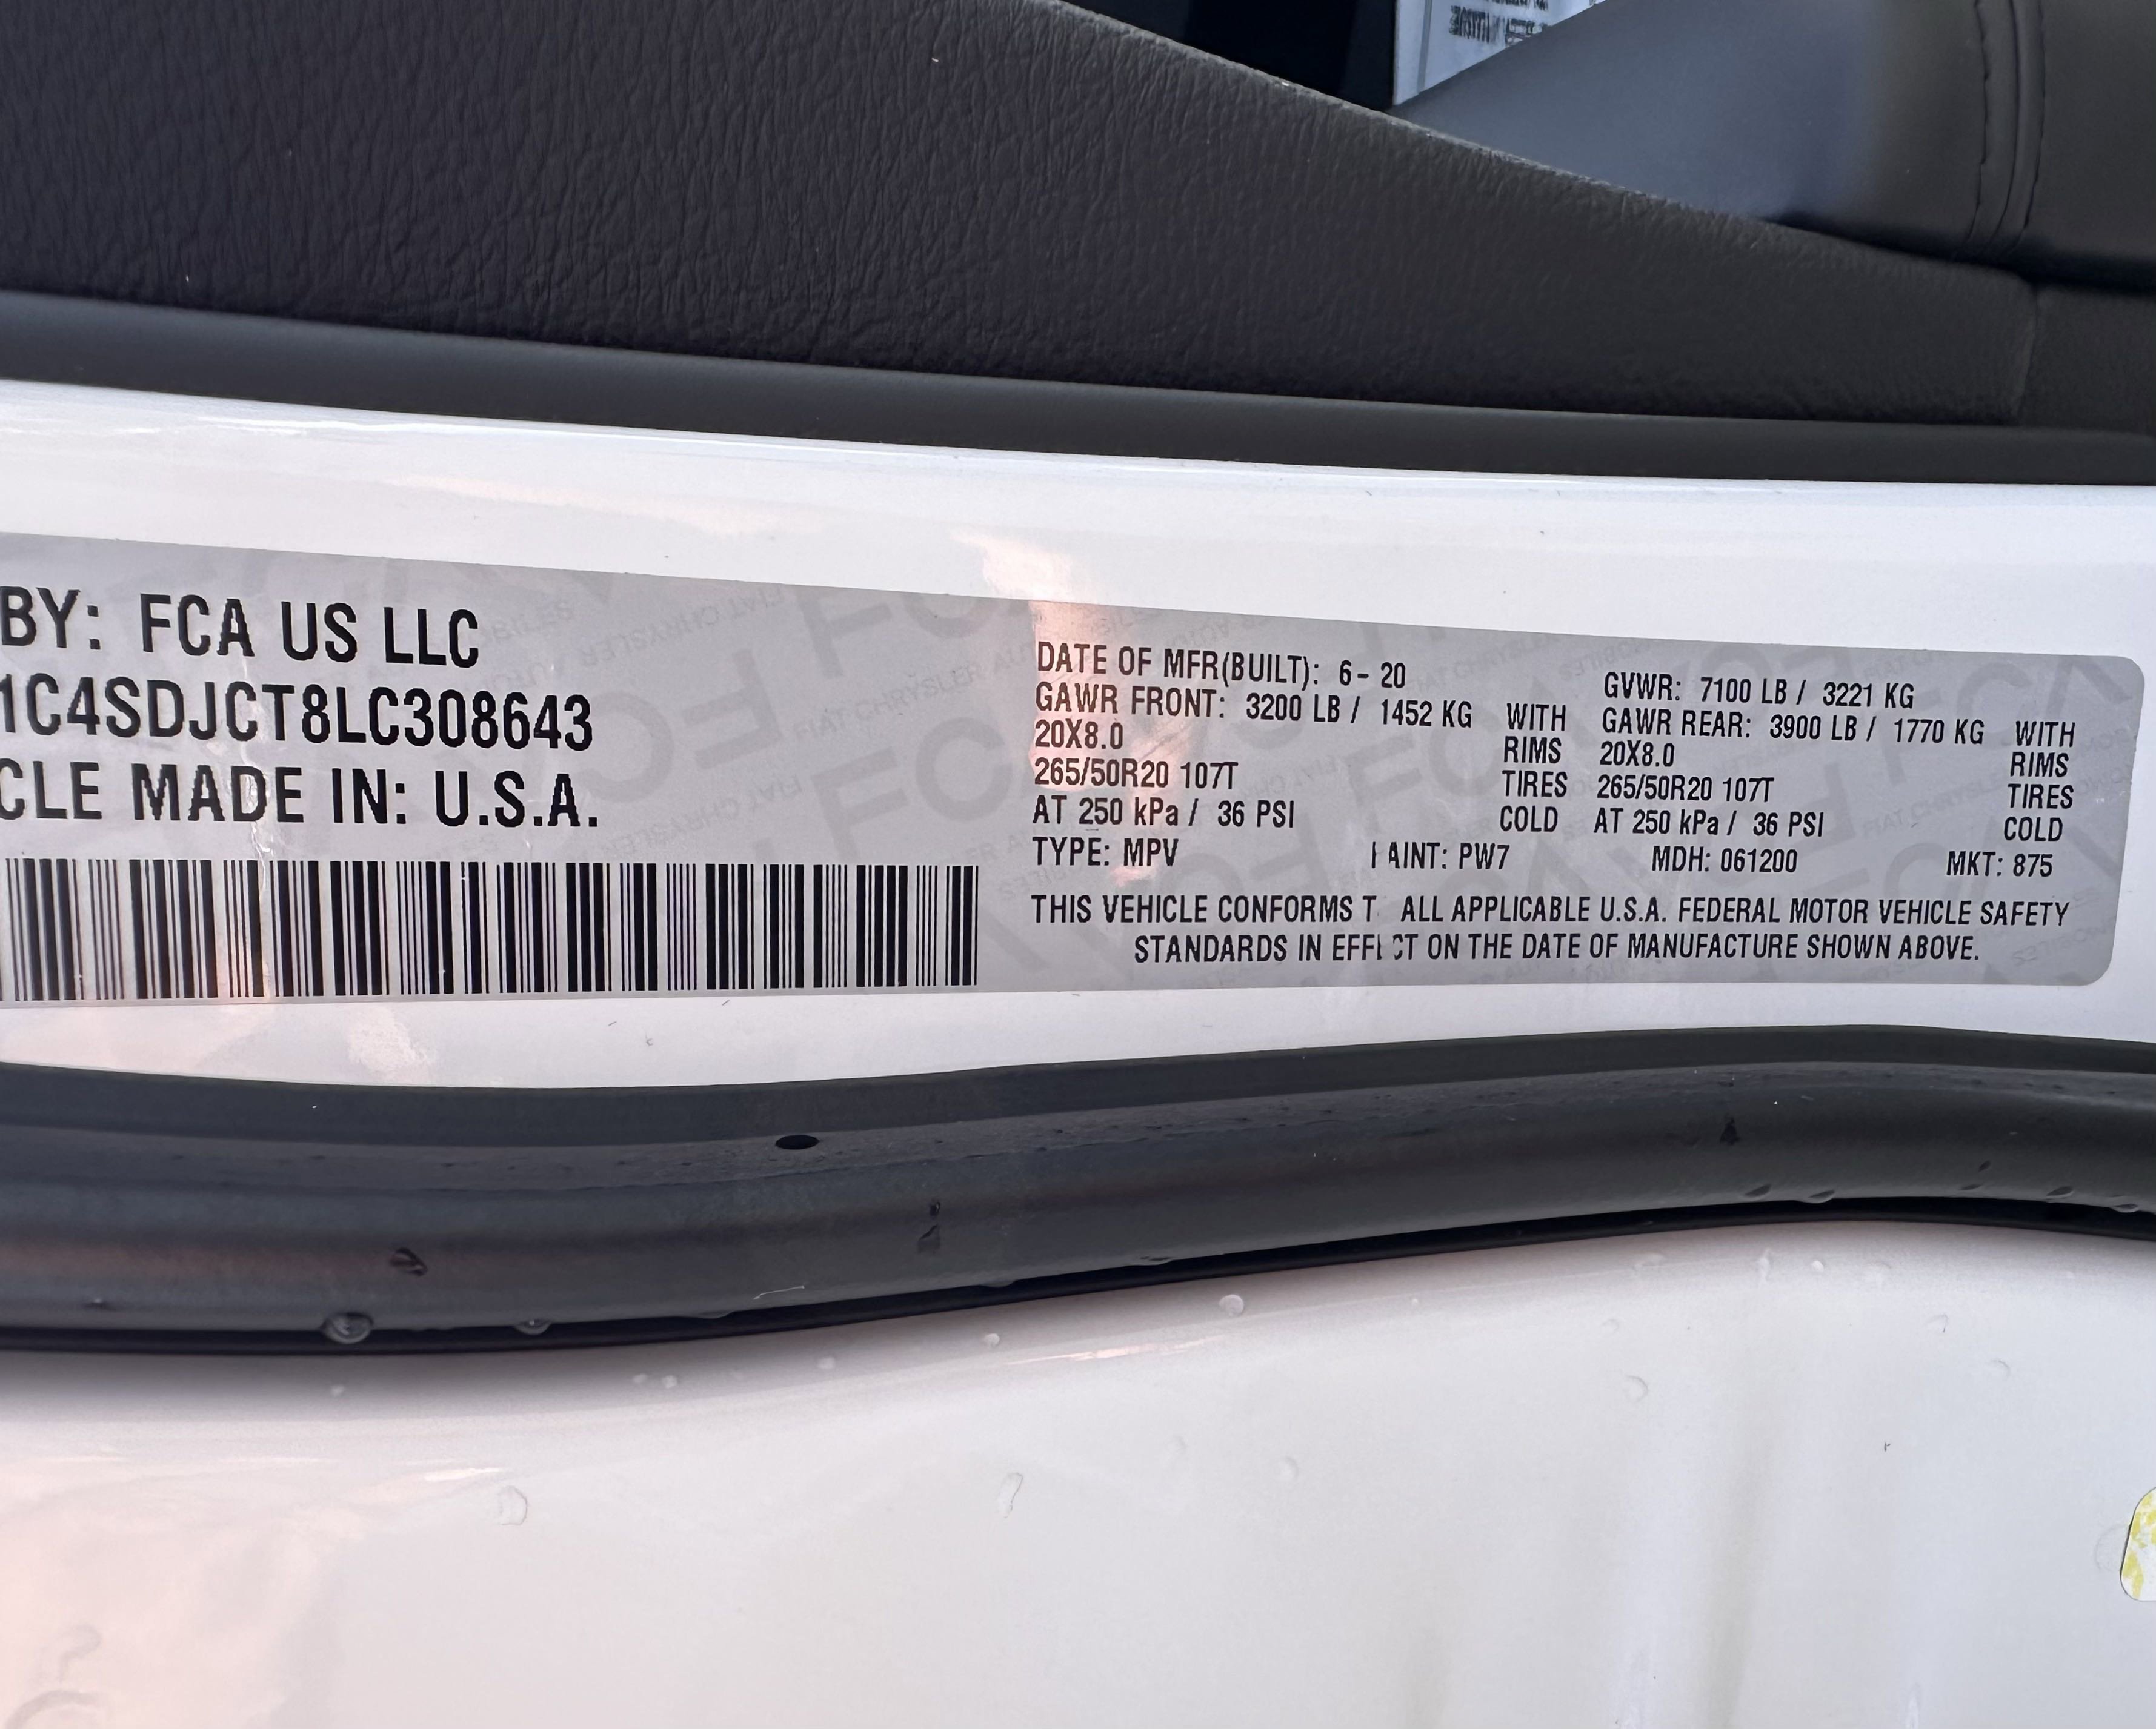 BY: FCA US LLC
1C4SDJCT8LC308643
CLE MADE IN: U.S.A.
DATE OF MFR(BUILT): 6-20 GVWR: 7100 LB / 3221 KG
GAWR FRONT: 3200 LB / 1452 KG WITH GAWR REAR: 3900 LB / 1770 KG WITH
20X8.0 RIMS 20X8.0 RIMS
265/50R20 107T TIRES 265/50R20 107T TIRES
AT 250 kPa / 36 PSI COLD AT 250 kPa / 36 PSI COLD
TYPE: MPV AINT: PW7 MDH: 061200 MKT: 875
THIS VEHICLE CONFORMS T ALL APPLICABLE U.S.A. FEDERAL MOTOR VEHICLE SAFETY
STANDARDS IN EFFECT ON THE DATE OF MANUFACTURE SHOWN ABOVE.